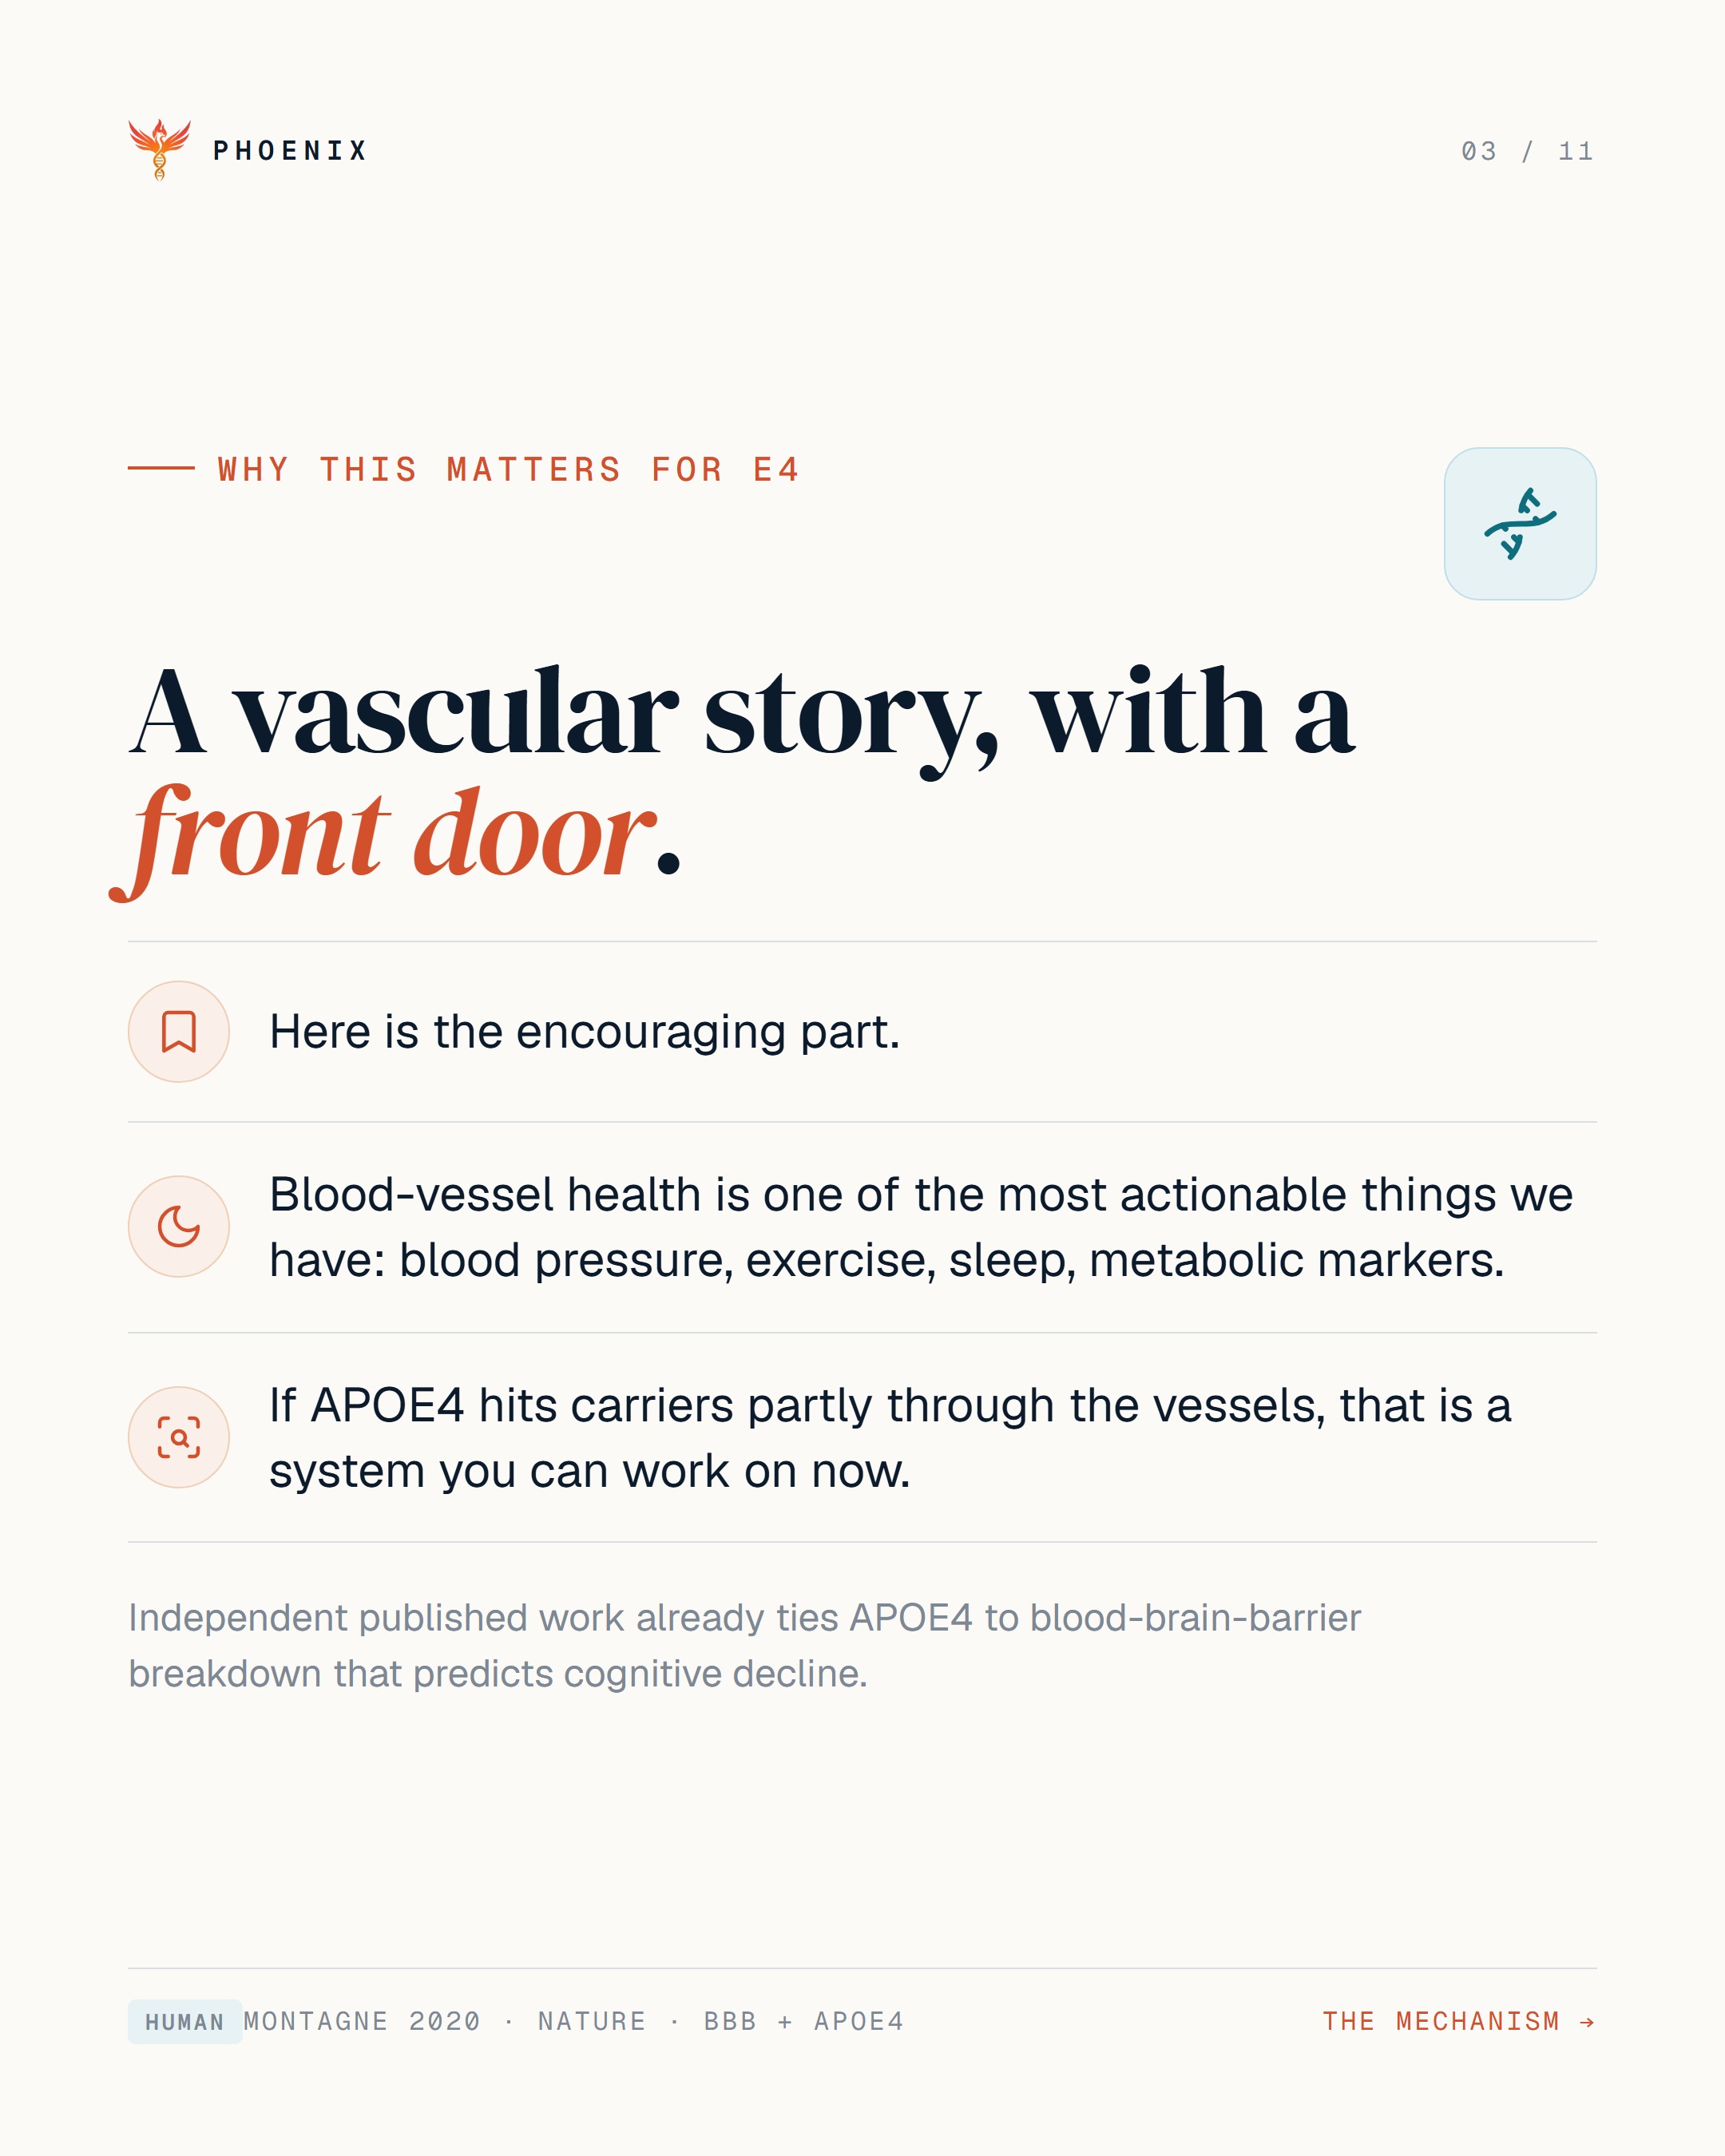 PHOENIX
03 / 11
WHY THIS MATTERS FOR E4
A vascular story, with a
front door.
Here is the encouraging part.
Blood-vessel health is one of the most actionable things we
have: blood pressure, exercise, sleep, metabolic markers.
If APOE4 hits carriers partly through the vessels, that is a
system you can work on now.
Independent published work already ties APOE4 to blood-brain-barrier
breakdown that predicts cognitive decline.
HUMAN MONTAGNE 2020 · NATURE · BBB + APOE4
THE MECHANISM →